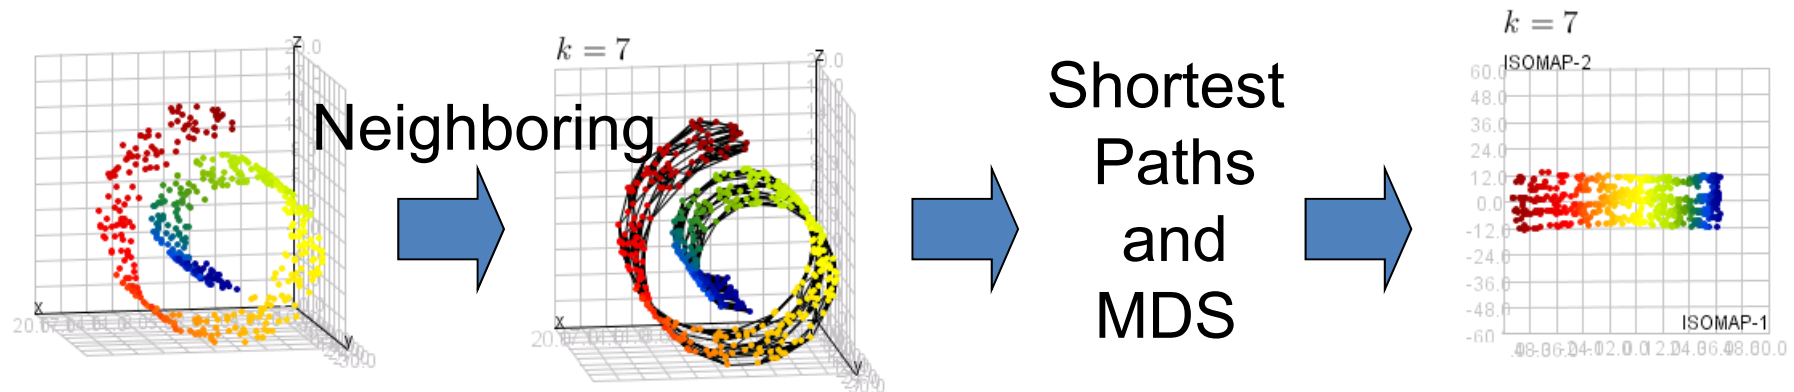 z
Neighboring
x
y
k = 7
z
x
y
Shortest
Paths
and
MDS
k = 7
ISOMAP-2
60.0
48.0
36.0
24.0
12.0
0.0
-12.0
-24.0
-36.0
-48.0
-60
ISOMAP-1